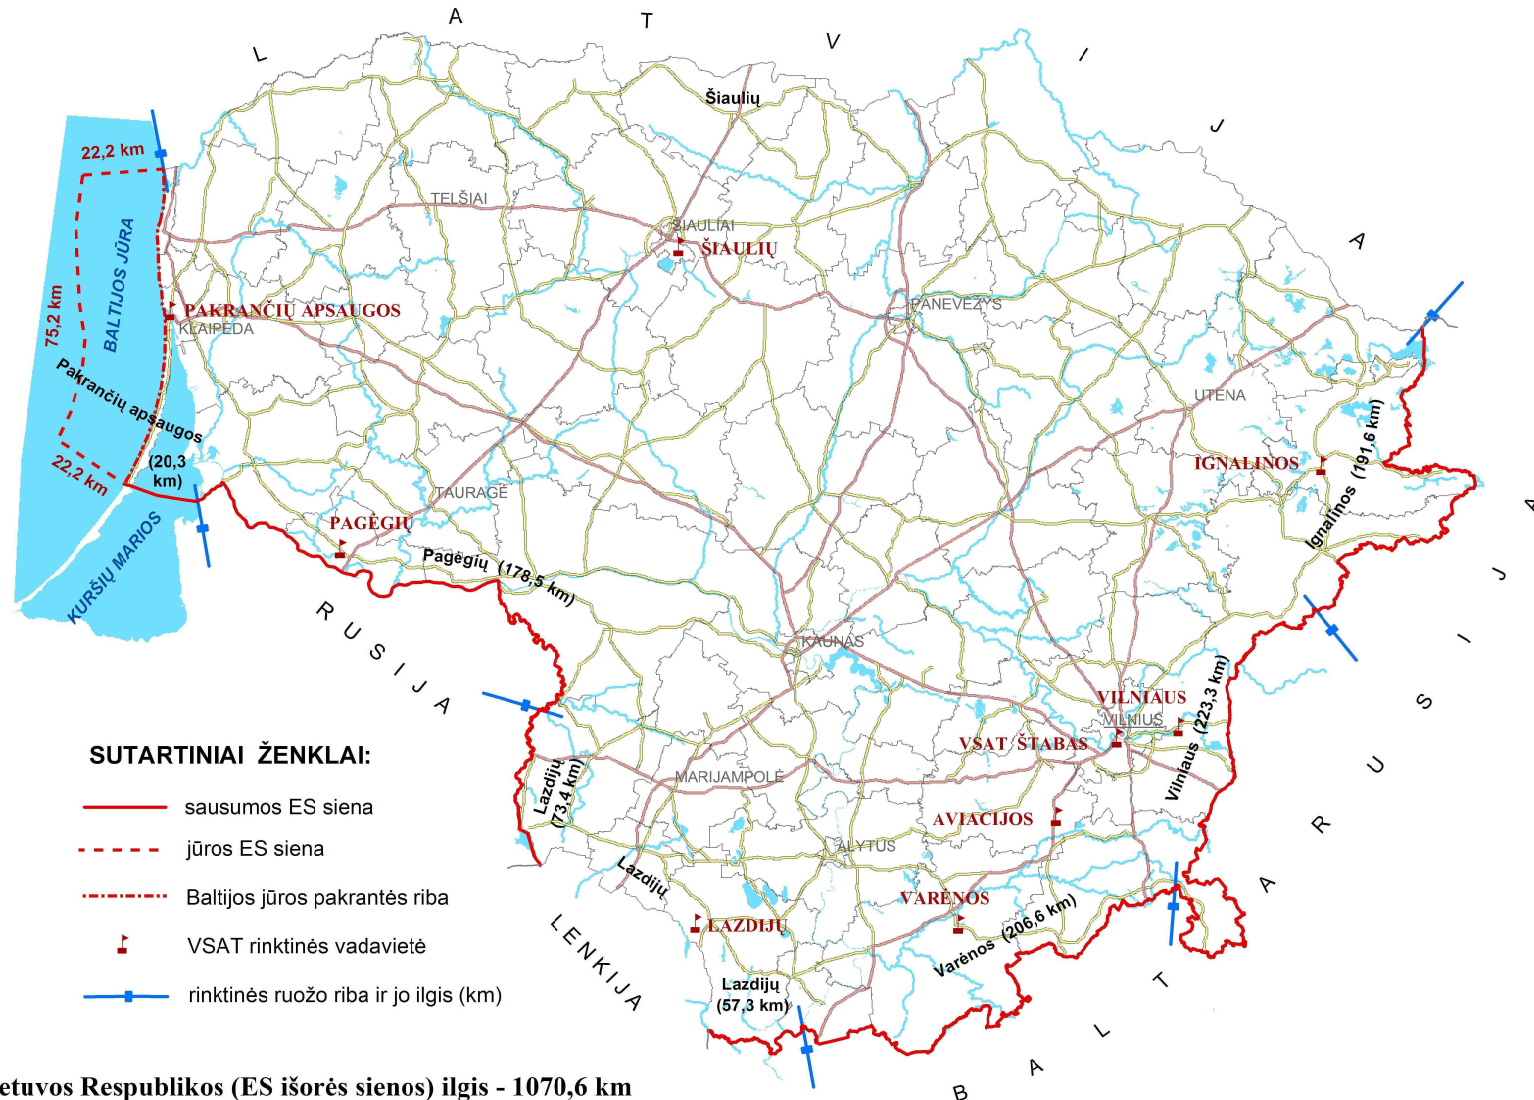 L A T V I J A
Šiaulių
22,2 km
TELŠIAI
ŠIAULIAI
ŠIAULIŲ
BALTIJOS JŪRA
75,2 km
PAKRANČIŲ APSAUGOS
KLAIPĖDA
PANEVĖŽYS
Pakrančių apsaugos
(20,3
km)
22,2 km
UTENA
IGNALINOS
Ignalinos (191,6 km)
TAURAGĖ
PAGĖGIŲ
Pagėgių (178,5 km)
KURŠIŲ MARIOS
R U S I J A
KAUNAS
VILNIAUS
VILNIUS
VSAT ŠTABAS
Vilniaus (223,3 km)
Lazdijų
(73,4 km)
MARIJAMPOLĖ
AVIACIJOS
ALYTUS
Lazdijų
VARĖNOS
LAZDIJŲ
Varėnos (206,6 km)
LENKIJA
Lazdijų
(57,3 km)
B A L T A R U S I J A
SUTARTINIAI ŽENKLAI:
sausumos ES siena
jūros ES siena
Baltijos jūros pakrantės riba
VSAT rinktinės vadavietė
rinktinės ruožo riba ir jo ilgis (km)
ietuvos Respublikos (ES išorės sienos) ilgis - 1070,6 km